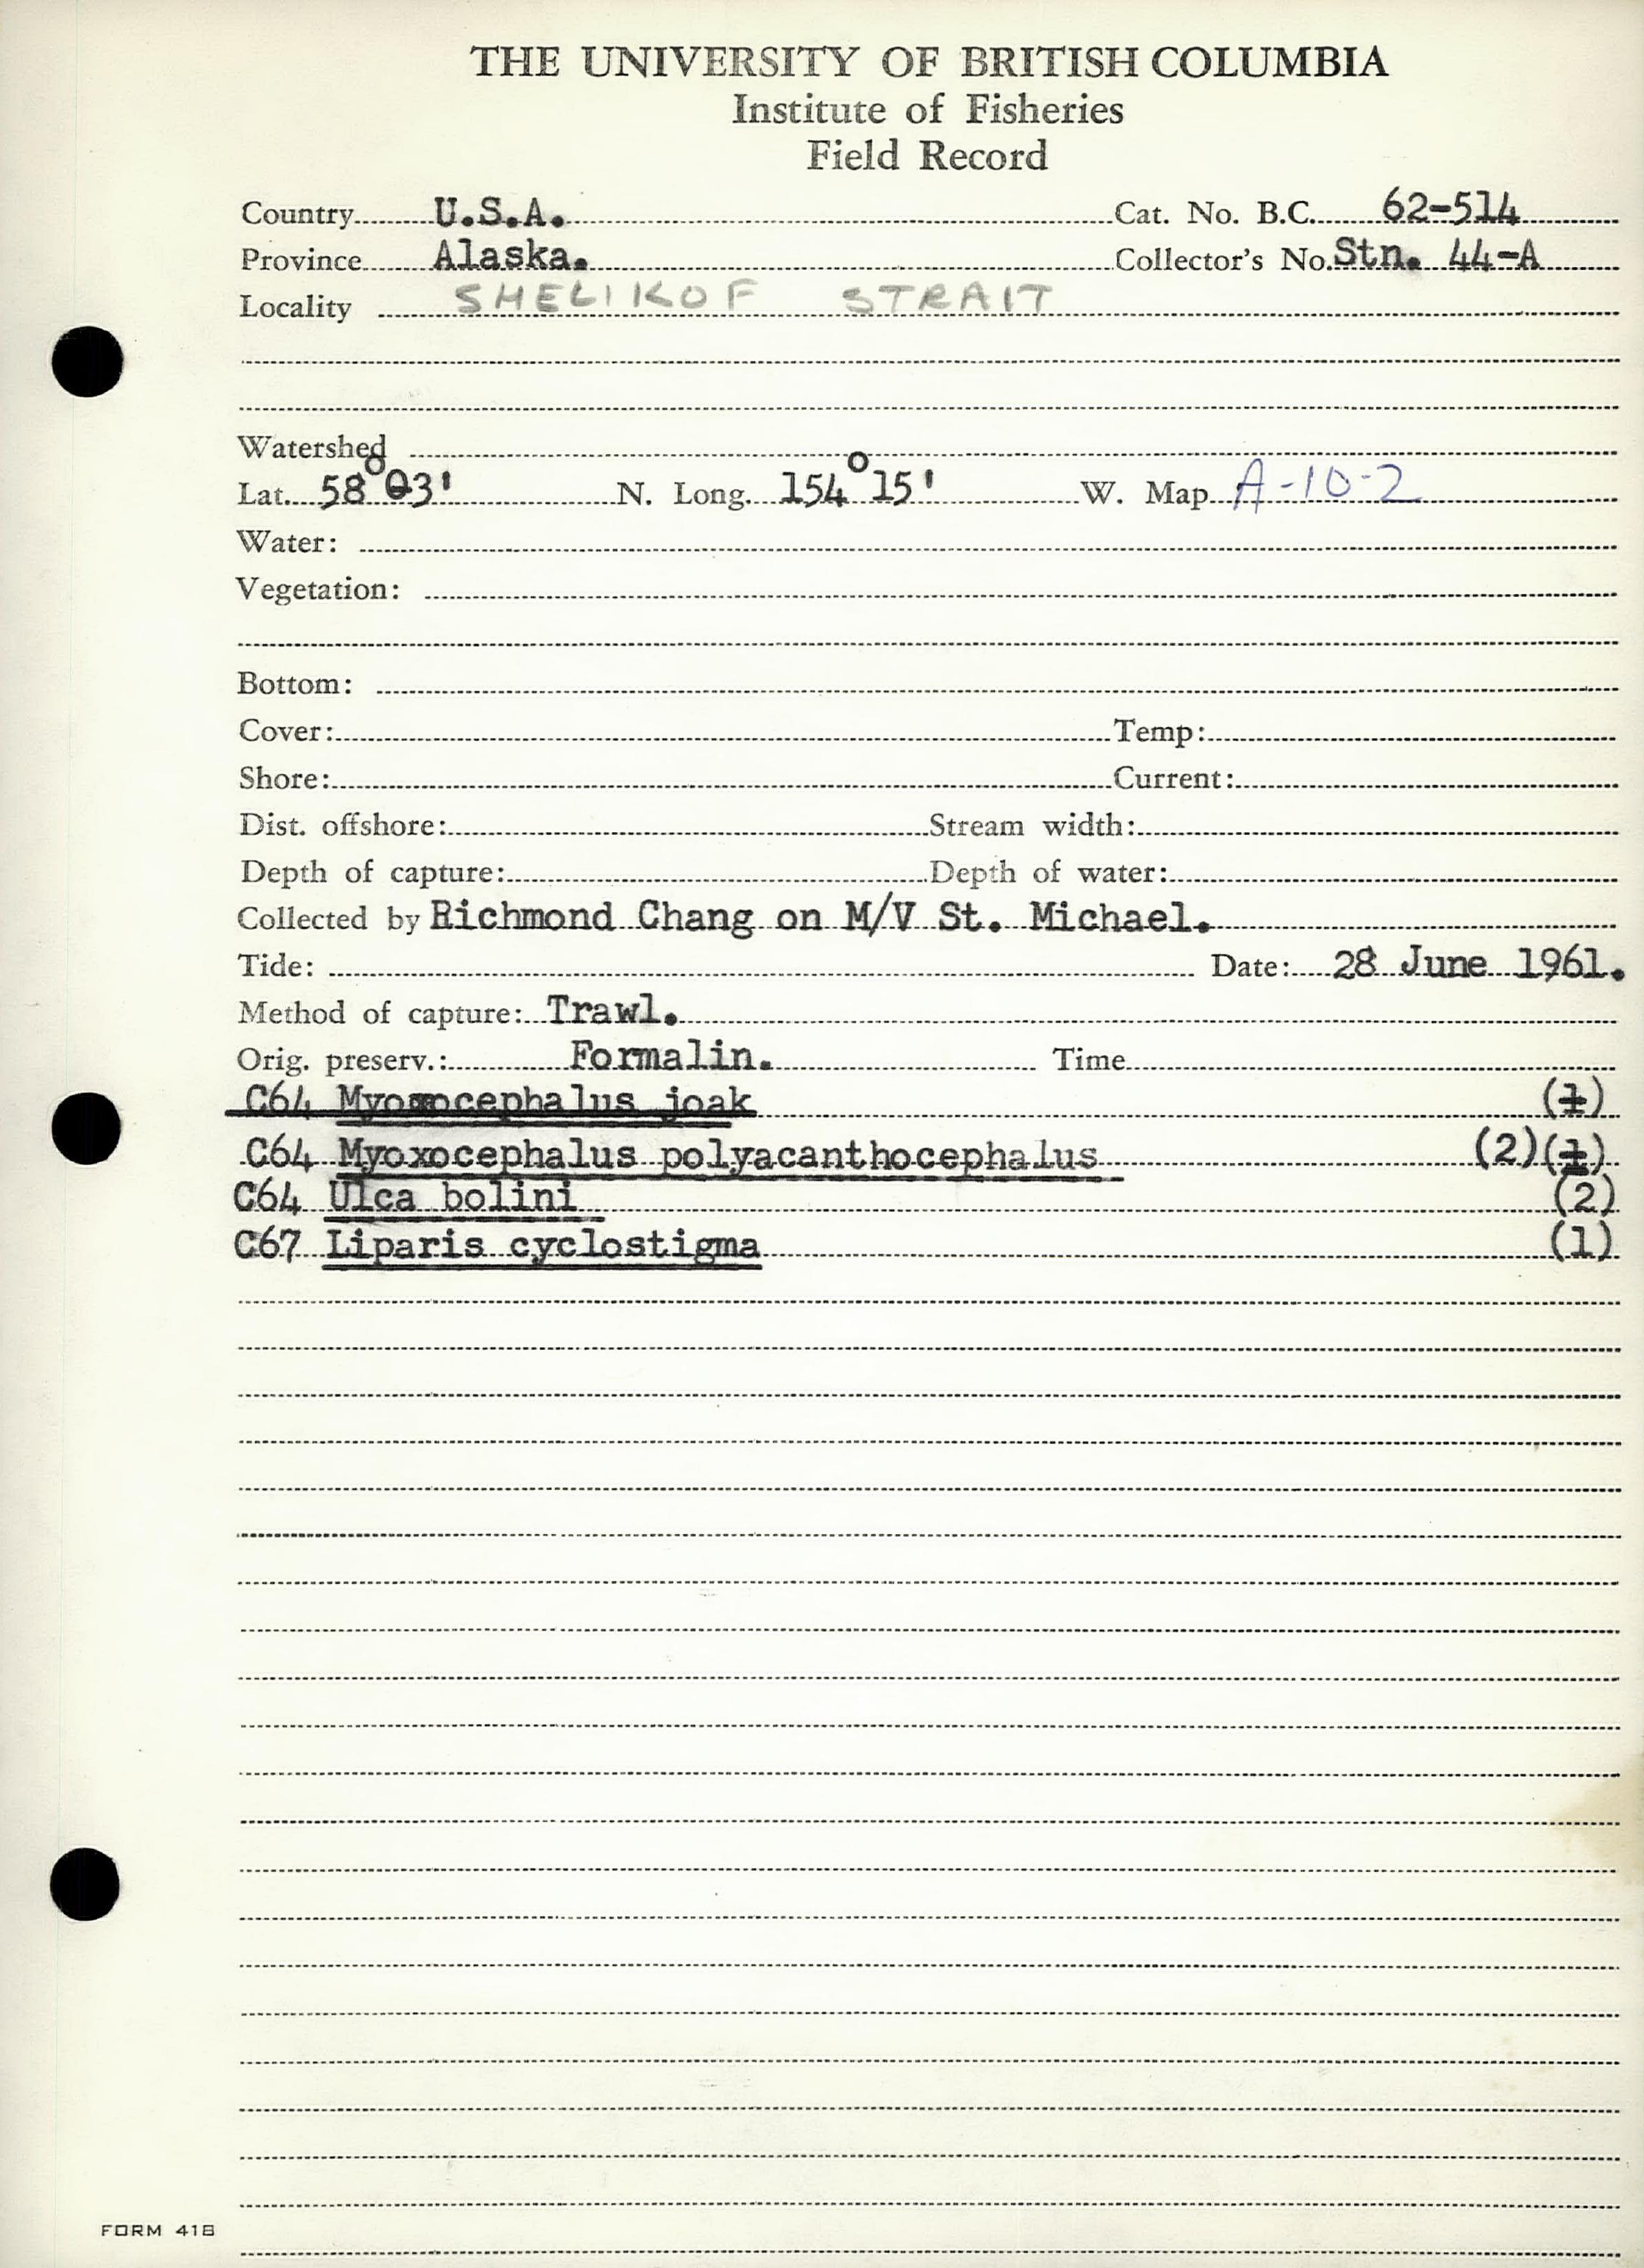 THE UNIVERSITY OF BRITISH COLUMBIA
Institute of Fisheries
Field Record
Country U.S.A. Cat. No. B.C. 62-514
Province Alaska. Collector's No. Stn. 44-A
Locality SHELIKOF STRAIT
Watershed
Lat. 58°03' N. Long. 154°15' W. Map A-10-2
Water:
Vegetation:
Bottom:
Cover: Temp:
Shore: Current:
Dist. offshore: Stream width:
Depth of capture: Depth of water:
Collected by Richmond Chang on M/V St. Michael.
Tide: Date: 28 June 1961.
Method of capture: Trawl.
Orig. preserv.: Formalin. Time
C64 Myoxocephalus joak (1)
C64 Myoxocephalus polyacanthocephalus (2)(1)
C64 Ulca bolini (2)
C67 Liparis cyclostigma (1)
FORM 41B